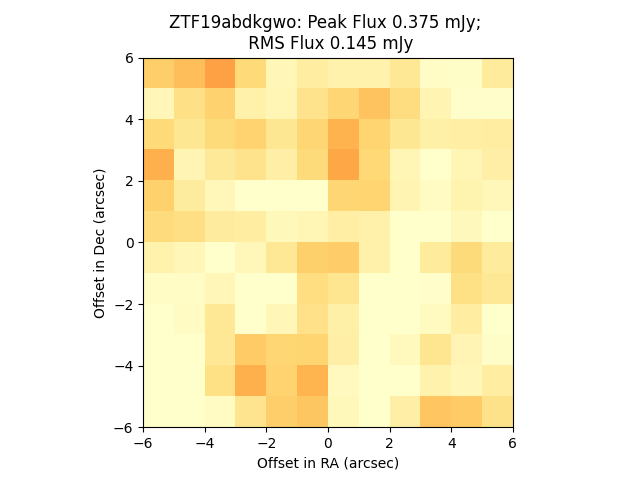 ZTF19abdkgwo: Peak Flux 0.375 mJy;
RMS Flux 0.145 mJy
6
4
2
0
−2
−4
−6
Offset in Dec (arcsec)
−6 −4 −2 0 2 4 6
Offset in RA (arcsec)